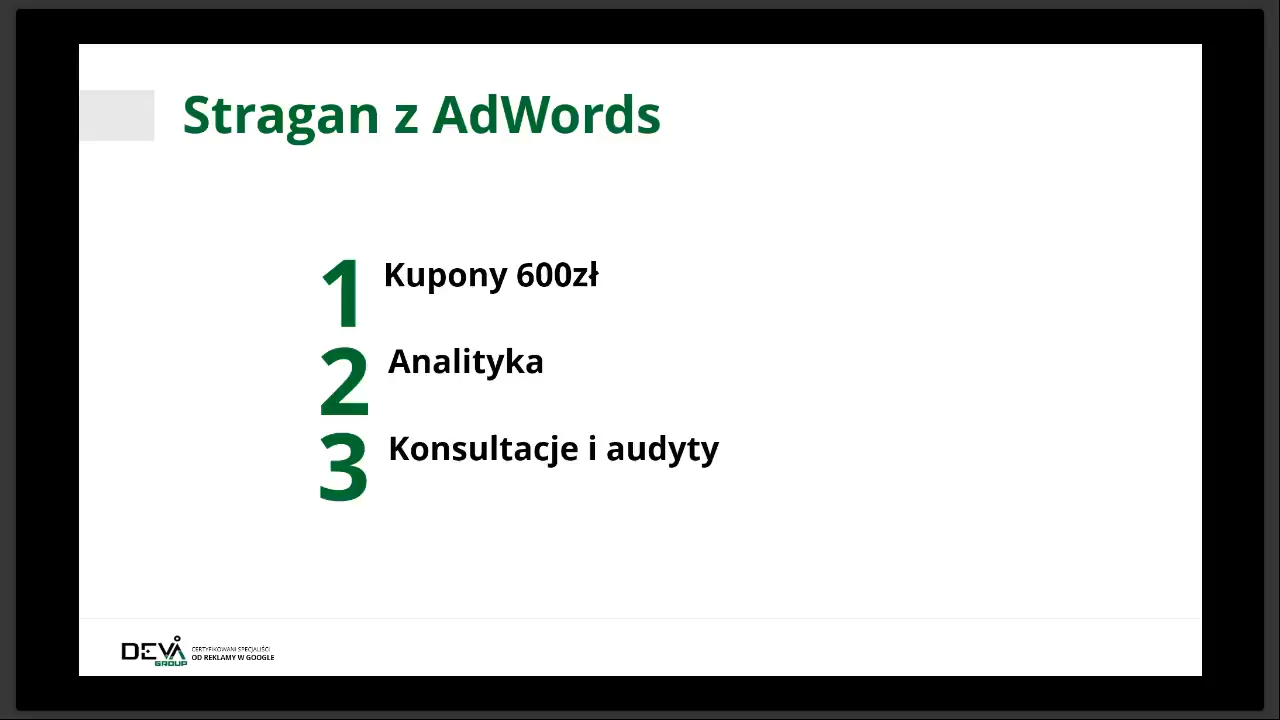 Stragan z AdWords
1 Kupony 600zł
2 Analityka
3 Konsultacje i audyty
DEVA GROUP
CERTYFIKOWANI SPECJALIŚCI
OD REKLAMY W GOOGLE